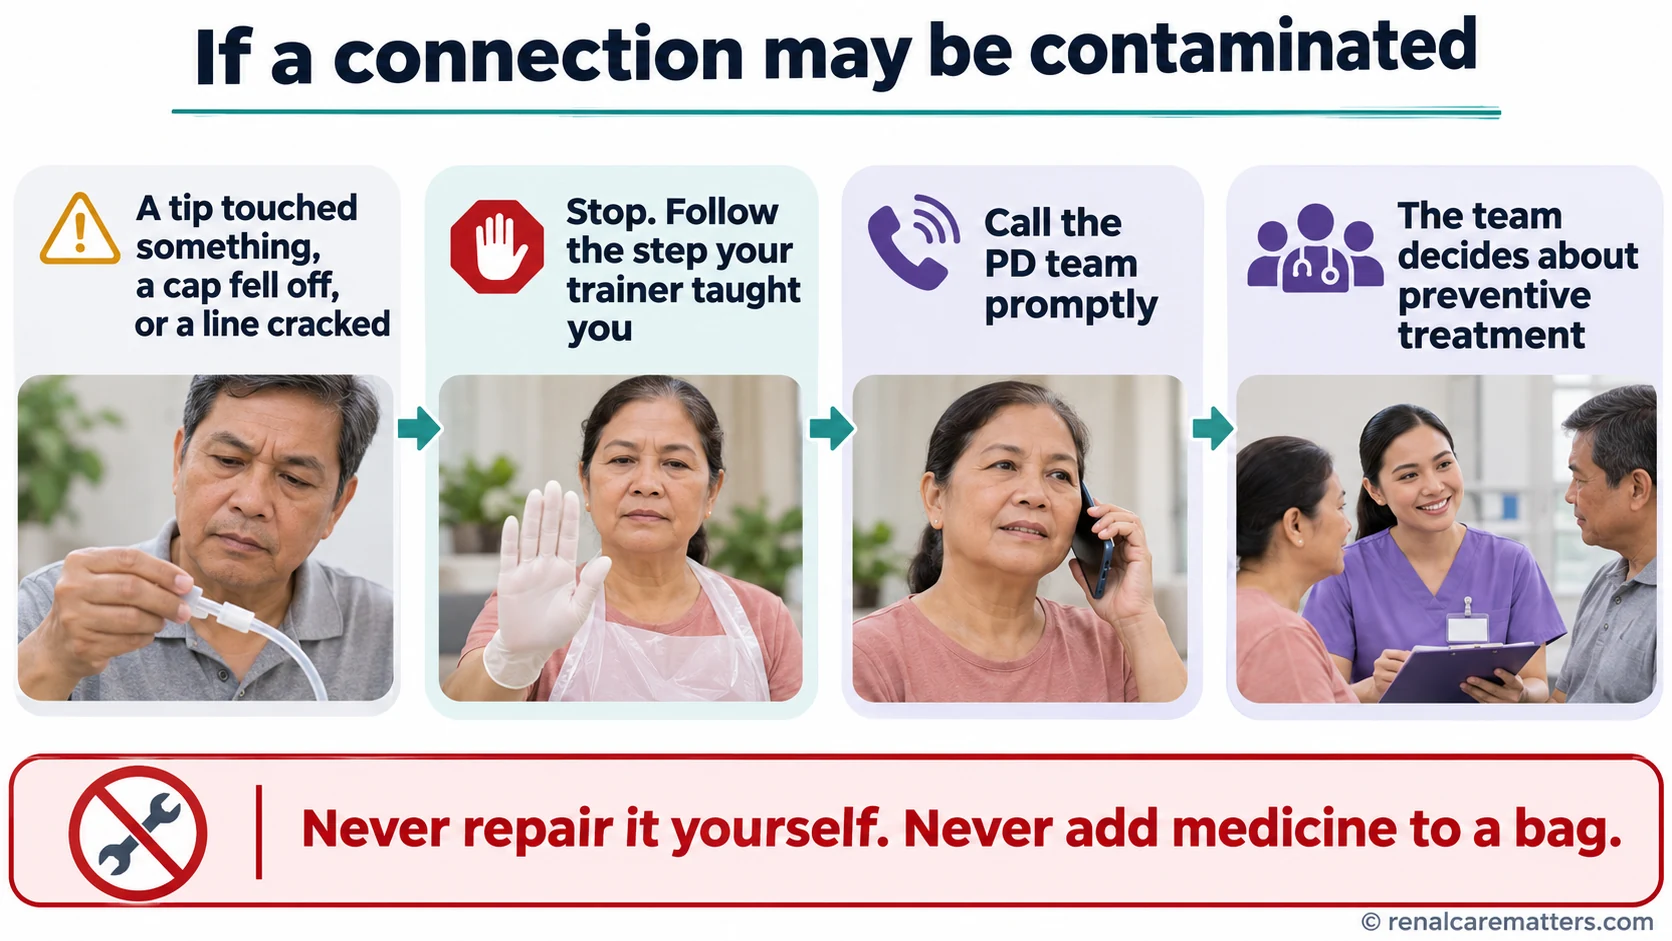 If a connection may be contaminated
A tip touched
something,
a cap fell off,
or a line cracked
Stop. Follow
the step your
trainer taught
you
Call the
PD team
promptly
The team
decides about
preventive
treatment
Never repair it yourself. Never add medicine to a bag.
© renalcarematters.com